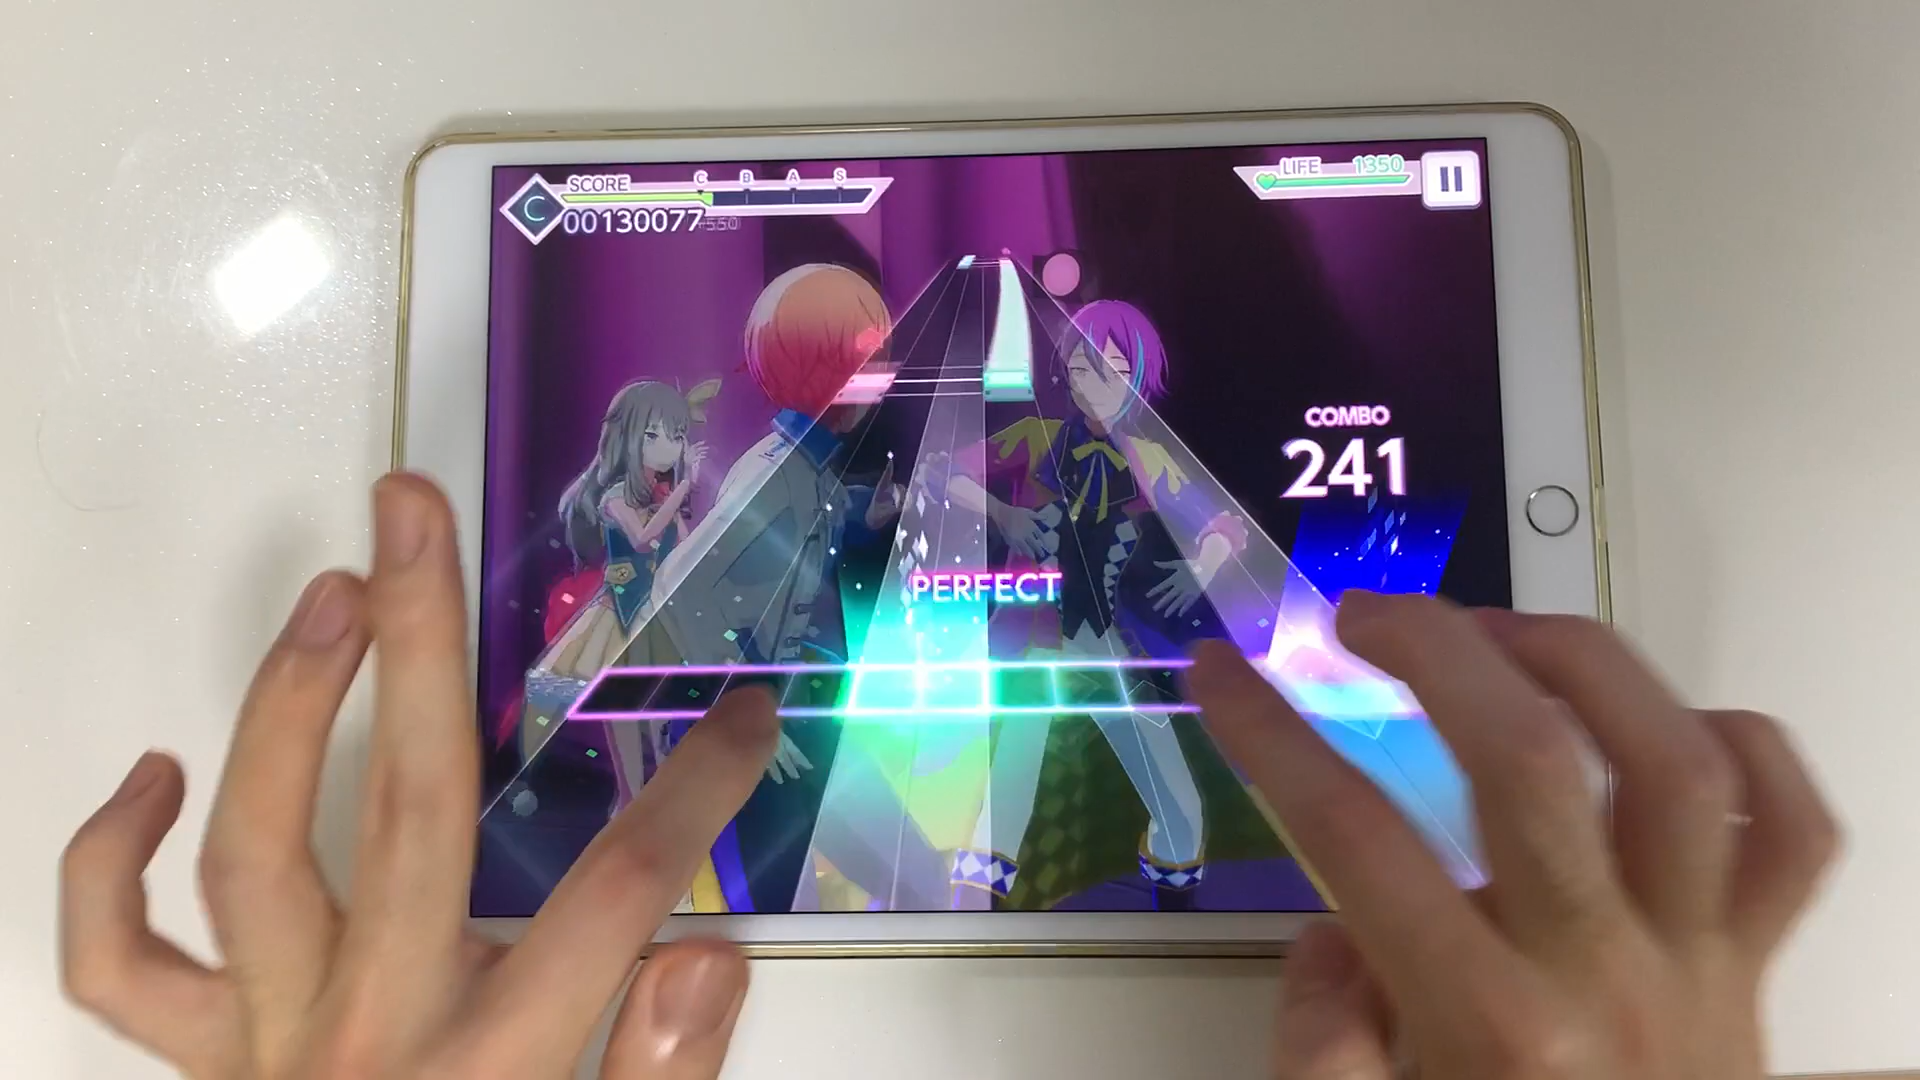 SCORE
C B A S
C
00130077 +550
LIFE 1350
COMBO
241
PERFECT